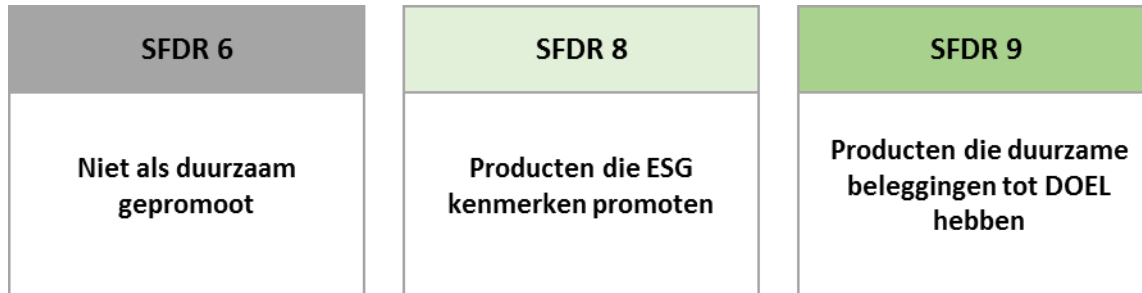 SFDR 6
Niet als duurzaam
gepromoot
SFDR 8
Producten die ESG
kenmerken promoten
SFDR 9
Producten die duurzame
beleggingen tot DOEL
hebben